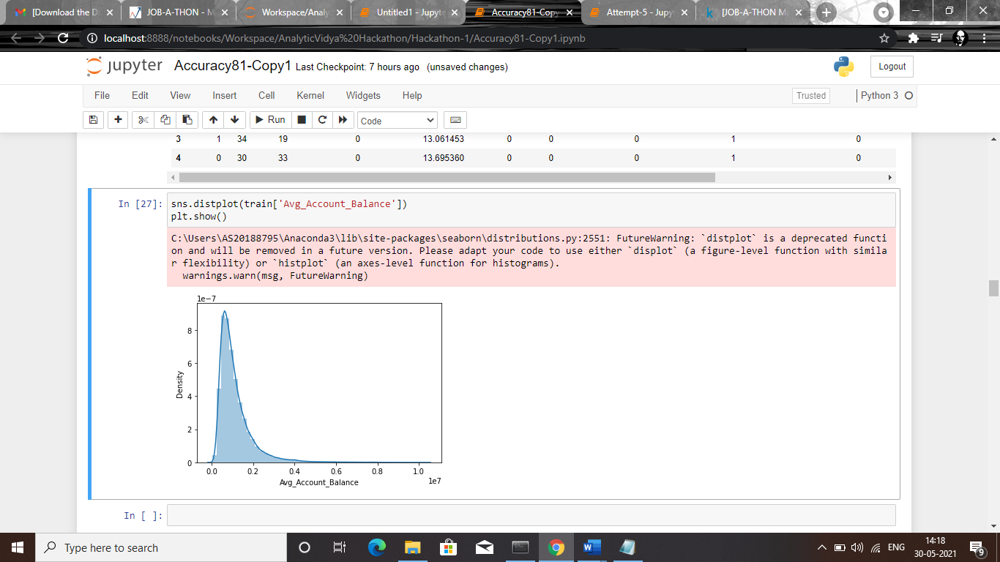 [Download the Da
JOB-A-THON - M
Workspace/Analy
Untitled1 - Jupyte
Accuracy81-Copy
Attempt-5 - Jupy
[JOB-A-THON Ma
localhost:8888/notebooks/Workspace/AnalyticVidya%20Hackathon/Hackathon-1/Accuracy81-Copy1.ipynb
jupyter Accuracy81-Copy1 Last Checkpoint: 7 hours ago (unsaved changes)
Logout
File Edit View Insert Cell Kernel Widgets Help
Trusted
Python 3
Run
Code
3 1 34 19 0 13.061453 0 0 0 1 0
4 0 30 33 0 13.695360 0 0 0 1 0
In [27]: sns.distplot(train['Avg_Account_Balance'])
plt.show()
C:\Users\AS20188795\Anaconda3\lib\site-packages\seaborn\distributions.py:2551: FutureWarning: `distplot` is a deprecated functi
on and will be removed in a future version. Please adapt your code to use either `displot` (a figure-level function with simila
r flexibility) or `histplot` (an axes-level function for histograms).
warnings.warn(msg, FutureWarning)
1e−7
8
6
4
2
0
Density
0.0 0.2 0.4 0.6 0.8 1.0
1e7
Avg_Account_Balance
In [ ]:
Type here to search
ENG
14:18
30-05-2021
9